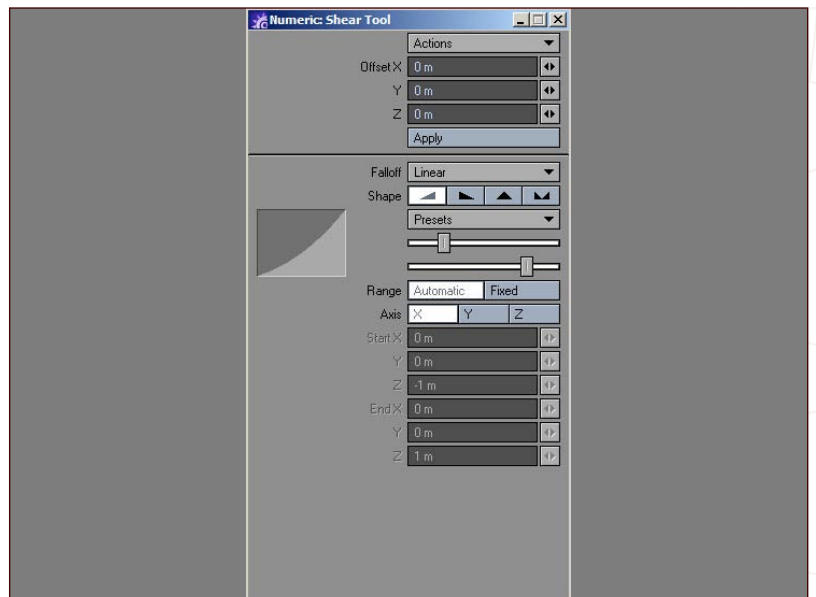 Numeric: Shear Tool
Actions
Offset X 0 m
Y 0 m
Z 0 m
Apply
Falloff Linear
Shape
Presets
Range Automatic Fixed
Axis X Y Z
Start X 0 m
Y 0 m
Z -1 m
End X 0 m
Y 0 m
Z 1 m